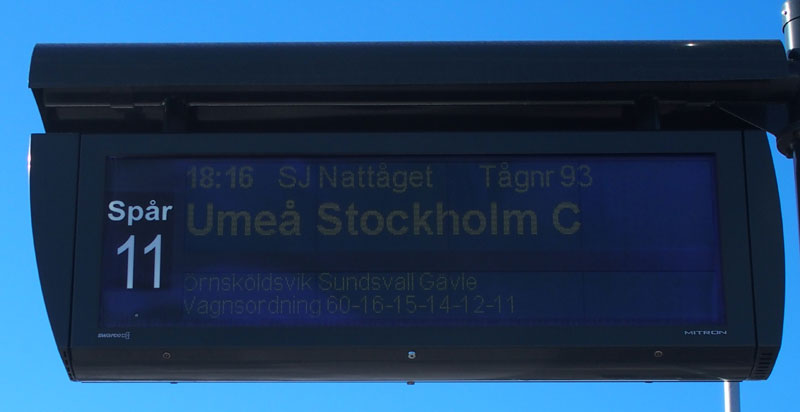 18:16 SJ Nattåget Tågnr 93
Spår
11
Umeå Stockholm C
Örnsköldsvik Sundsvall Gävle
Vagnsordning 60-16-15-14-12-11
MITRON
8